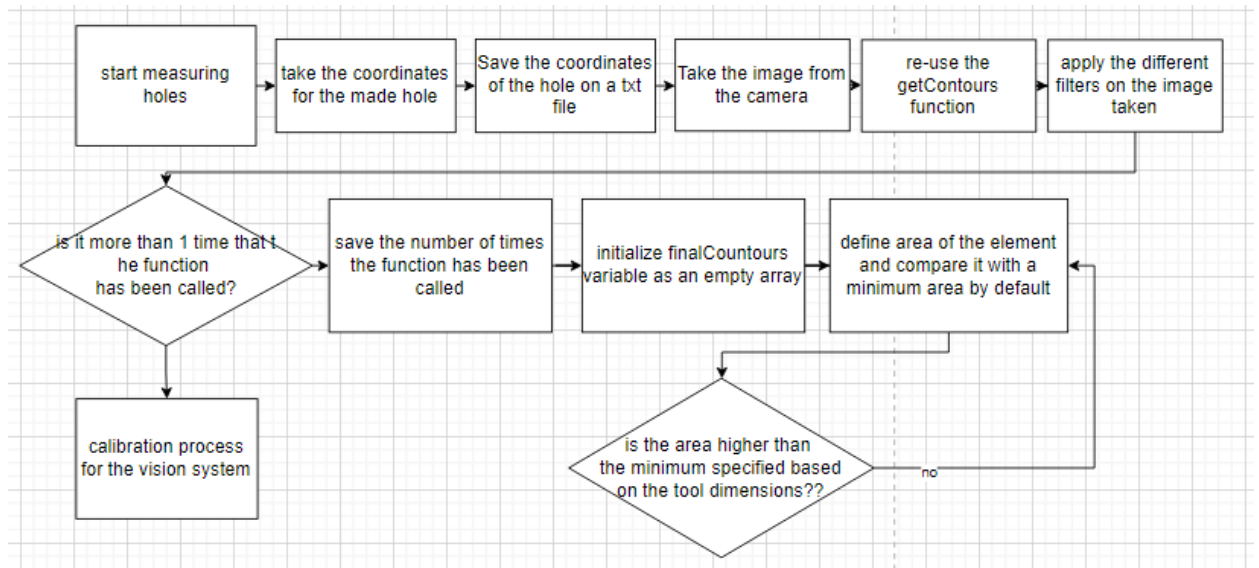 start measuring
holes
take the coordinates
for the made hole
Save the coordinates
of the hole on a txt
file
Take the image from
the camera
re-use the
getContours
function
apply the different
filters on the image
taken
is it more than 1 time that t
he function
has been called?
save the number of times
the function has been
called
initialize finalCountours
variable as an empty array
define area of the element
and compare it with a
minimum area by default
calibration process
for the vision system
is the area higher than
the minimum specified based
on the tool dimensions??
no